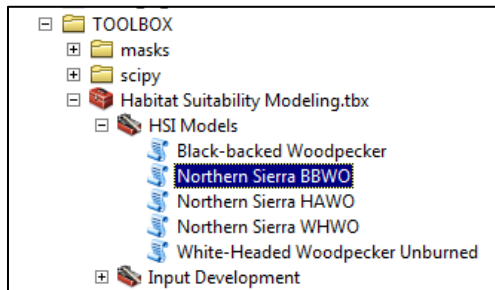 TOOLBOX
masks
scipy
Habitat Suitability Modeling.tbx
HSI Models
Black-backed Woodpecker
Northern Sierra BBWO
Northern Sierra HAWO
Northern Sierra WHWO
White-Headed Woodpecker Unburned
Input Development